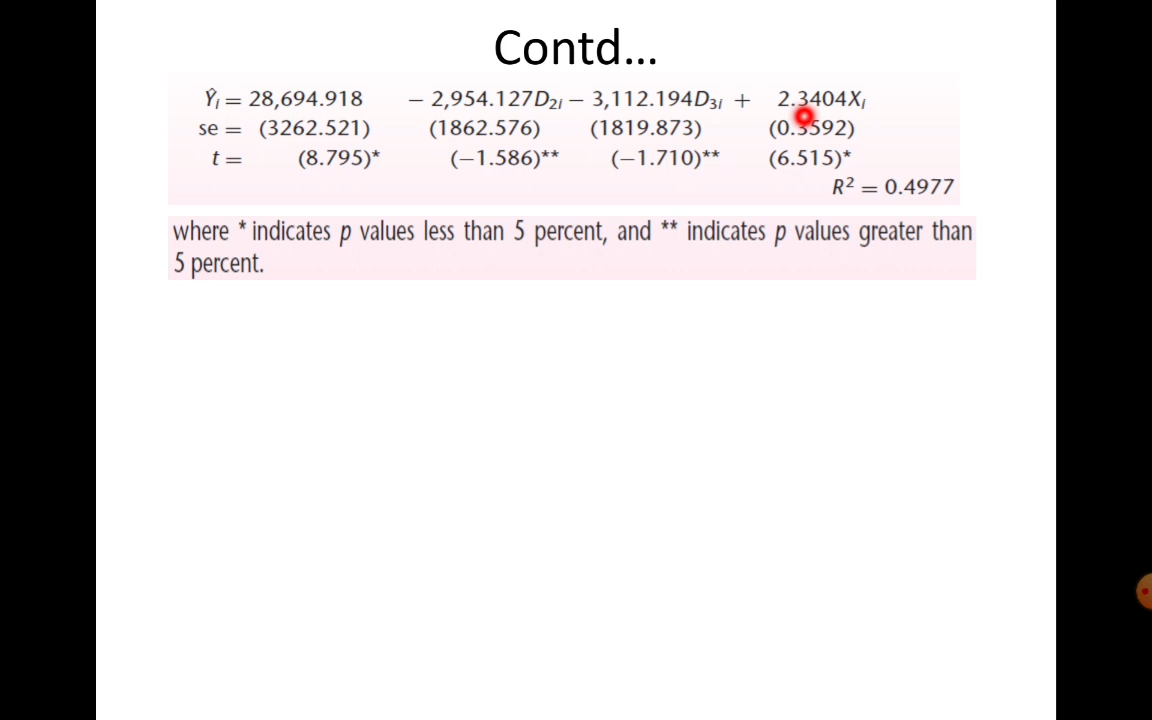 Contd...
Ŷi = 28,694.918 − 2,954.127D2i − 3,112.194D3i + 2.3404Xi
se = (3262.521) (1862.576) (1819.873) (0.3592)
t = (8.795)* (−1.586)** (−1.710)** (6.515)*
R² = 0.4977
where * indicates p values less than 5 percent, and ** indicates p values greater than
5 percent.